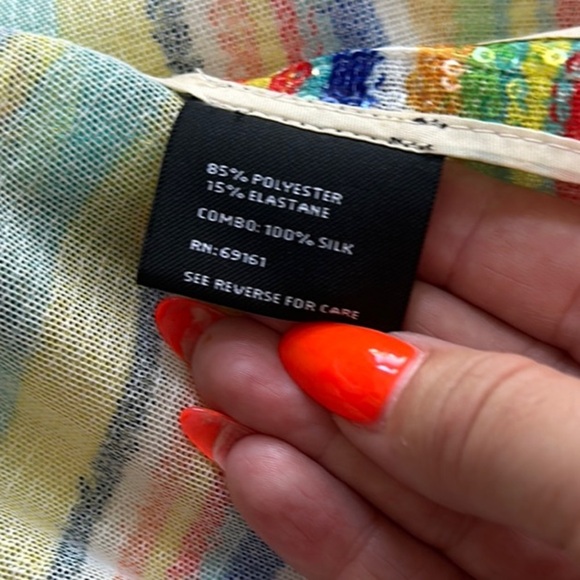 85% POLYESTER
15% ELASTANE
COMBO: 100% SILK
RN: 69161
SEE REVERSE FOR CARE